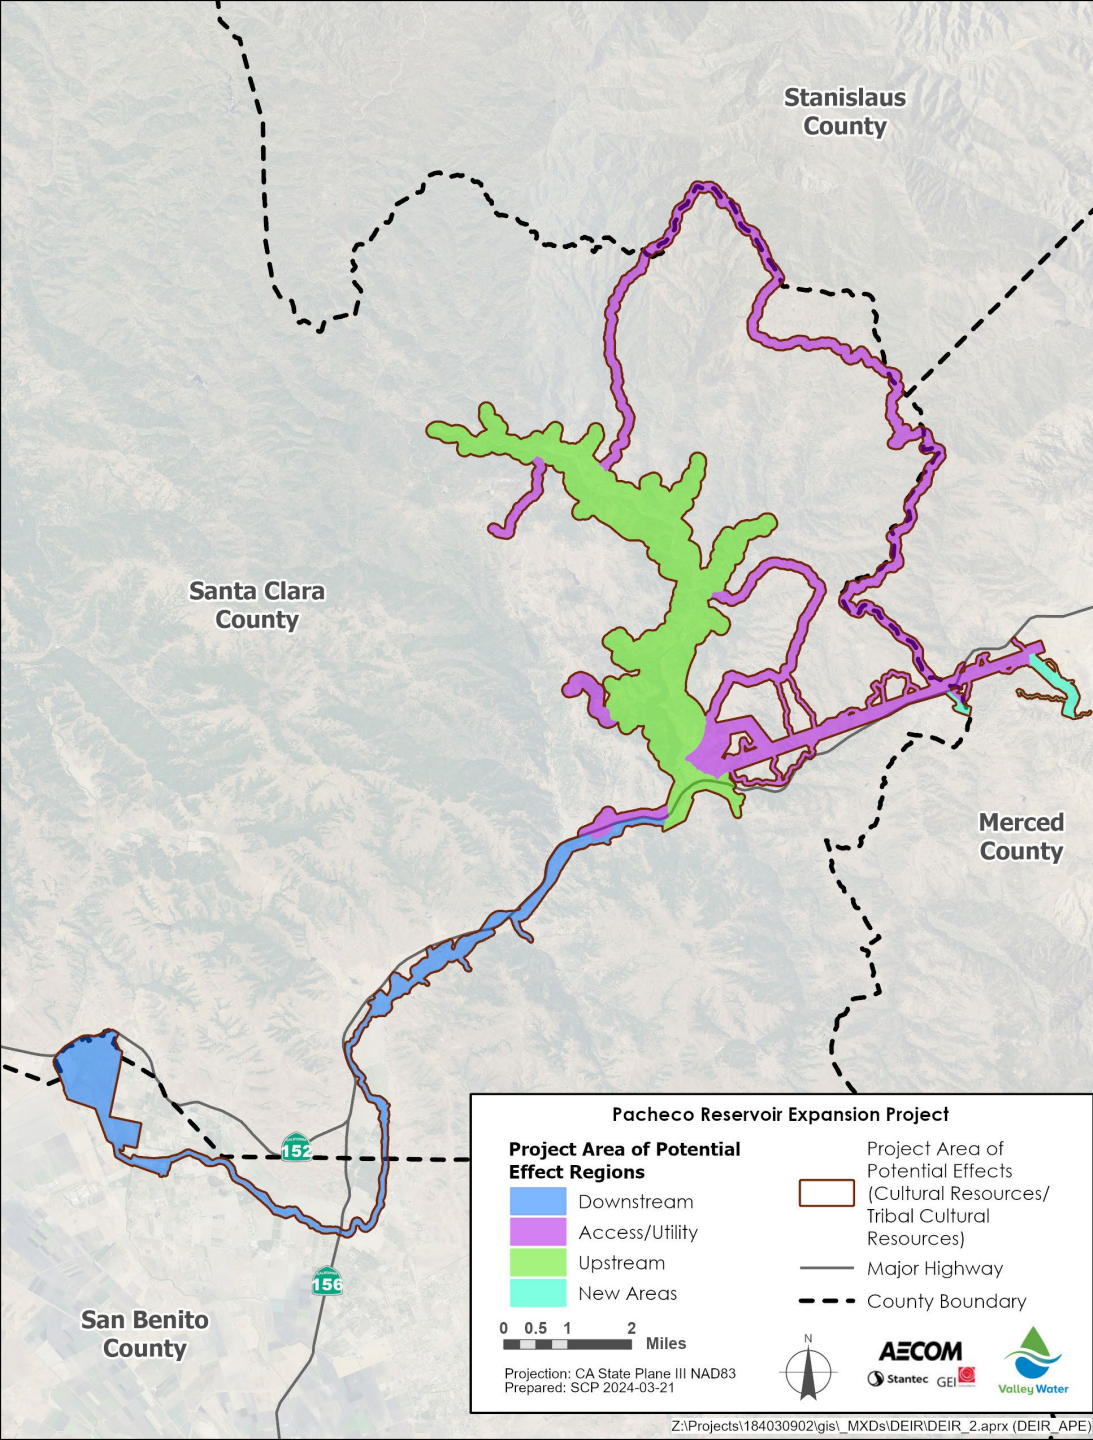 Stanislaus
County
Santa Clara
County
Merced
County
San Benito
County
CALIFORNIA
152
CALIFORNIA
156
Pacheco Reservoir Expansion Project
Project Area of Potential
Effect Regions
Downstream
Access/Utility
Upstream
New Areas
Project Area of
Potential Effects
(Cultural Resources/
Tribal Cultural
Resources)
Major Highway
County Boundary
0 0.5 1 2
Miles
Projection: CA State Plane III NAD83
Prepared: SCP 2024-03-21
N
AECOM
Stantec
GEI
Valley Water
Z:\Projects\184030902\gis\_MXDs\DEIR\DEIR_2.aprx (DEIR_APE)